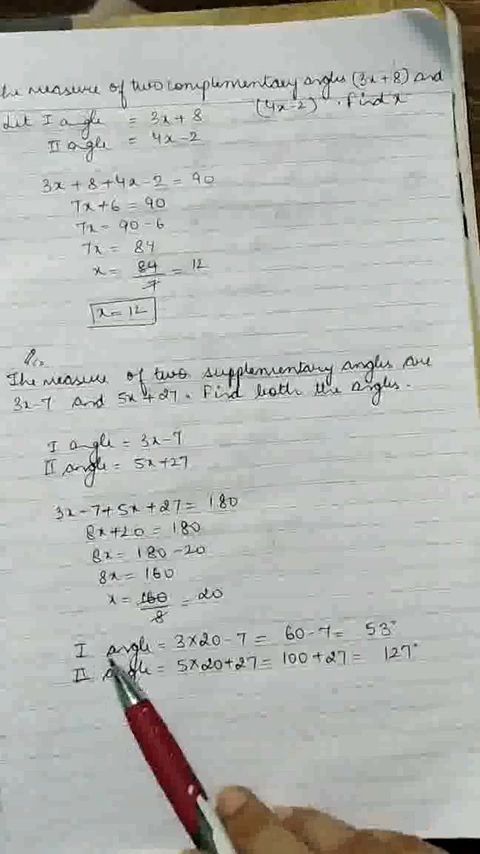 The measure of two complementary angles (3x+8) and
(4x-2). Find x
Let I angle = 3x+8
II angle = 4x-2
3x+8+4x-2 = 90
7x+6 = 90
7x = 90-6
7x = 84
x = 84/7 = 12
x = 12
The measure of two supplementary angles are
3x-7 and 5x+27. Find both the angles.
I angle = 3x-7
II angle = 5x+27
3x-7+5x+27 = 180
8x+20 = 180
8x = 180-20
8x = 160
x = 160/8 = 20
I angle = 3x20-7 = 60-7 = 53°
II angle = 5x20+27 = 100+27 = 127°